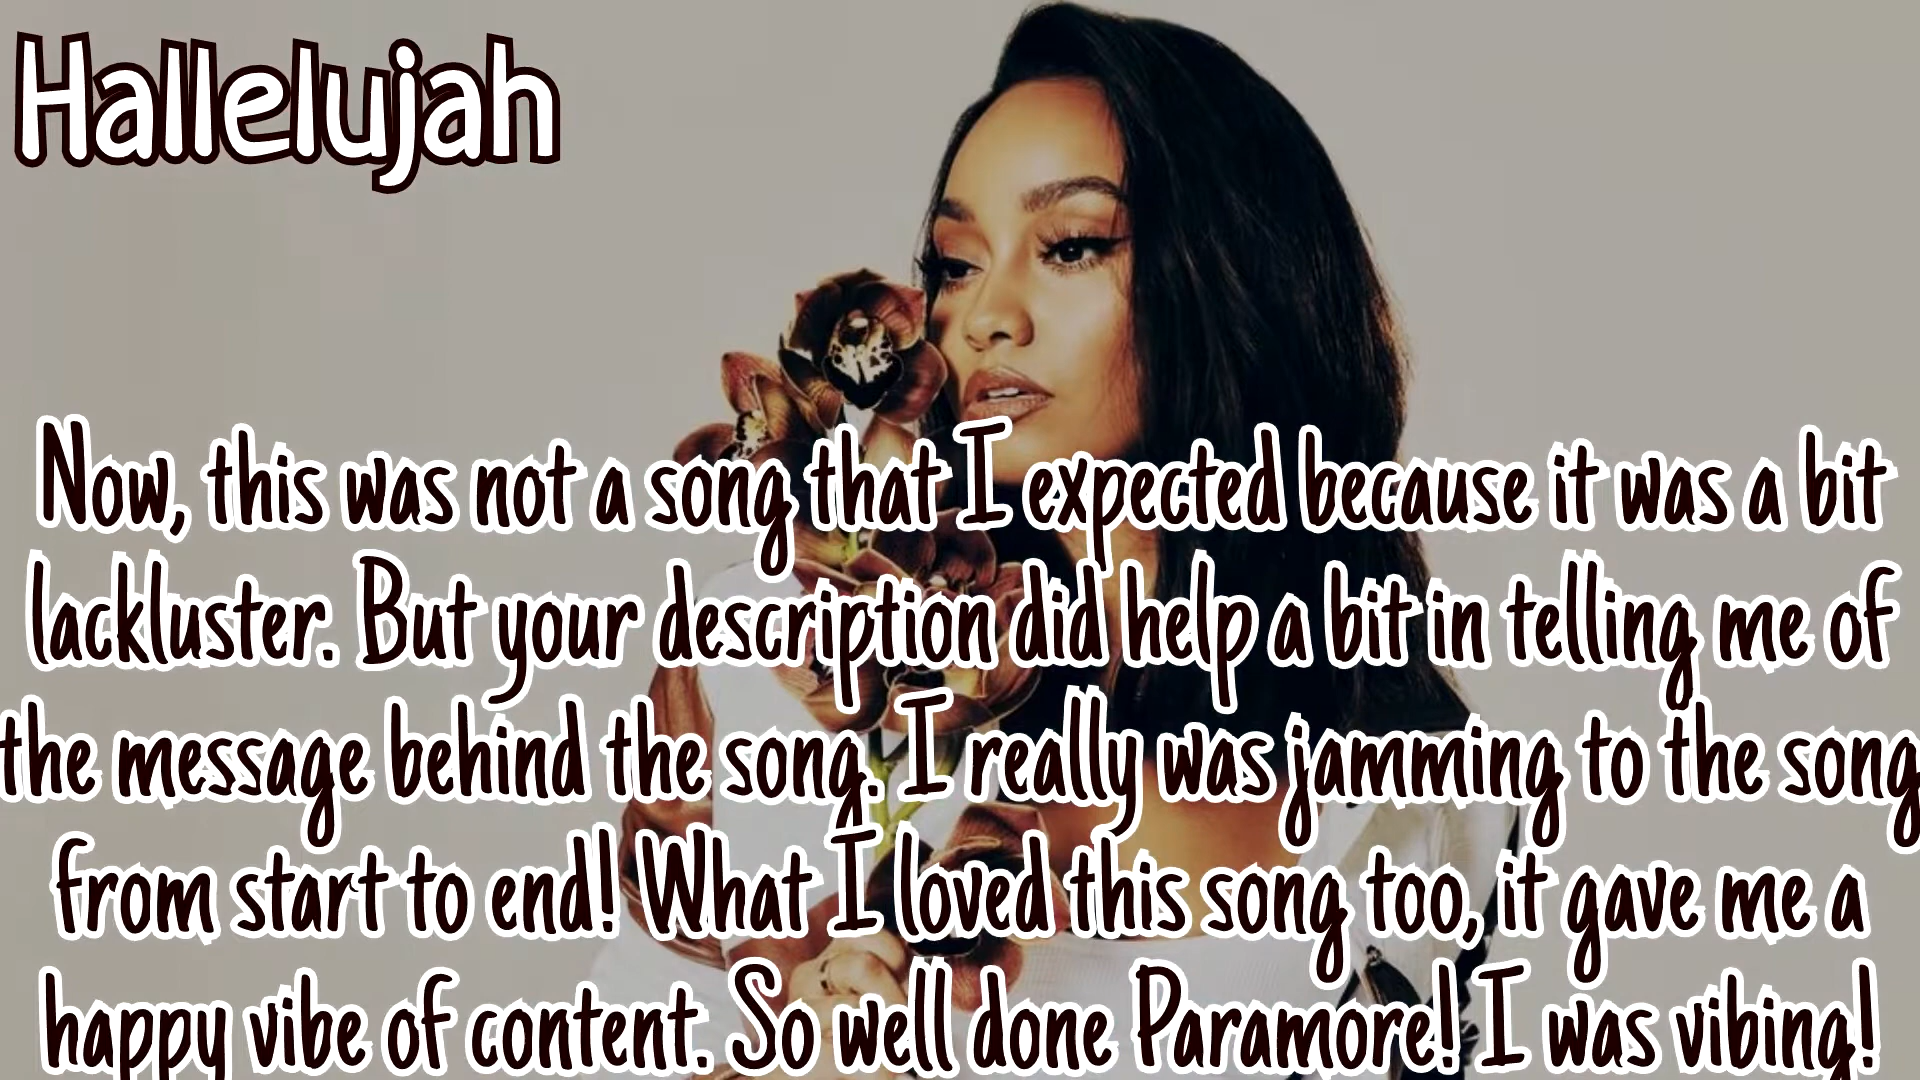 Hallelujah
Now, this was not a song that I expected because it was a bit
lackluster. But your description did help a bit in telling me of
the message behind the song. I really was jamming to the song
from start to end! What I loved this song too, it gave me a
happy vibe of content. So well done Paramore! I was vibing!